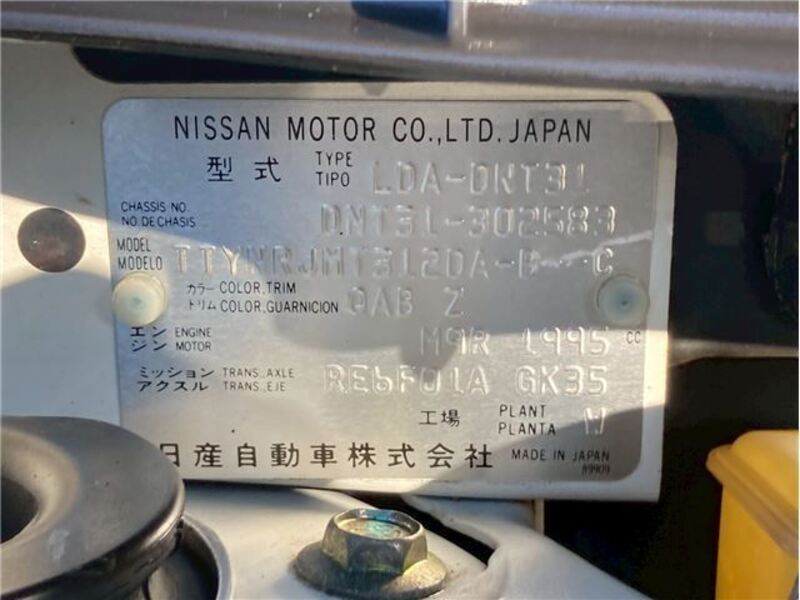 NISSAN MOTOR CO.,LTD. JAPAN
型式 TYPE TIPO LDA-DNT31
CHASSIS NO. NO.DE CHASIS DNT31-302583
MODEL MODELO TTYNRJMT312DA-B---C
カラー COLOR,TRIM トリム COLOR,GUARNICION QAB Z
エンジン ENGINE MOTOR M9R 1995 CC
ミッション TRANS.,AXLE アクスル TRANS.,EJE RE6F01A GK35
工場 PLANT PLANTA W
日産自動車株式会社 MADE IN JAPAN
89909